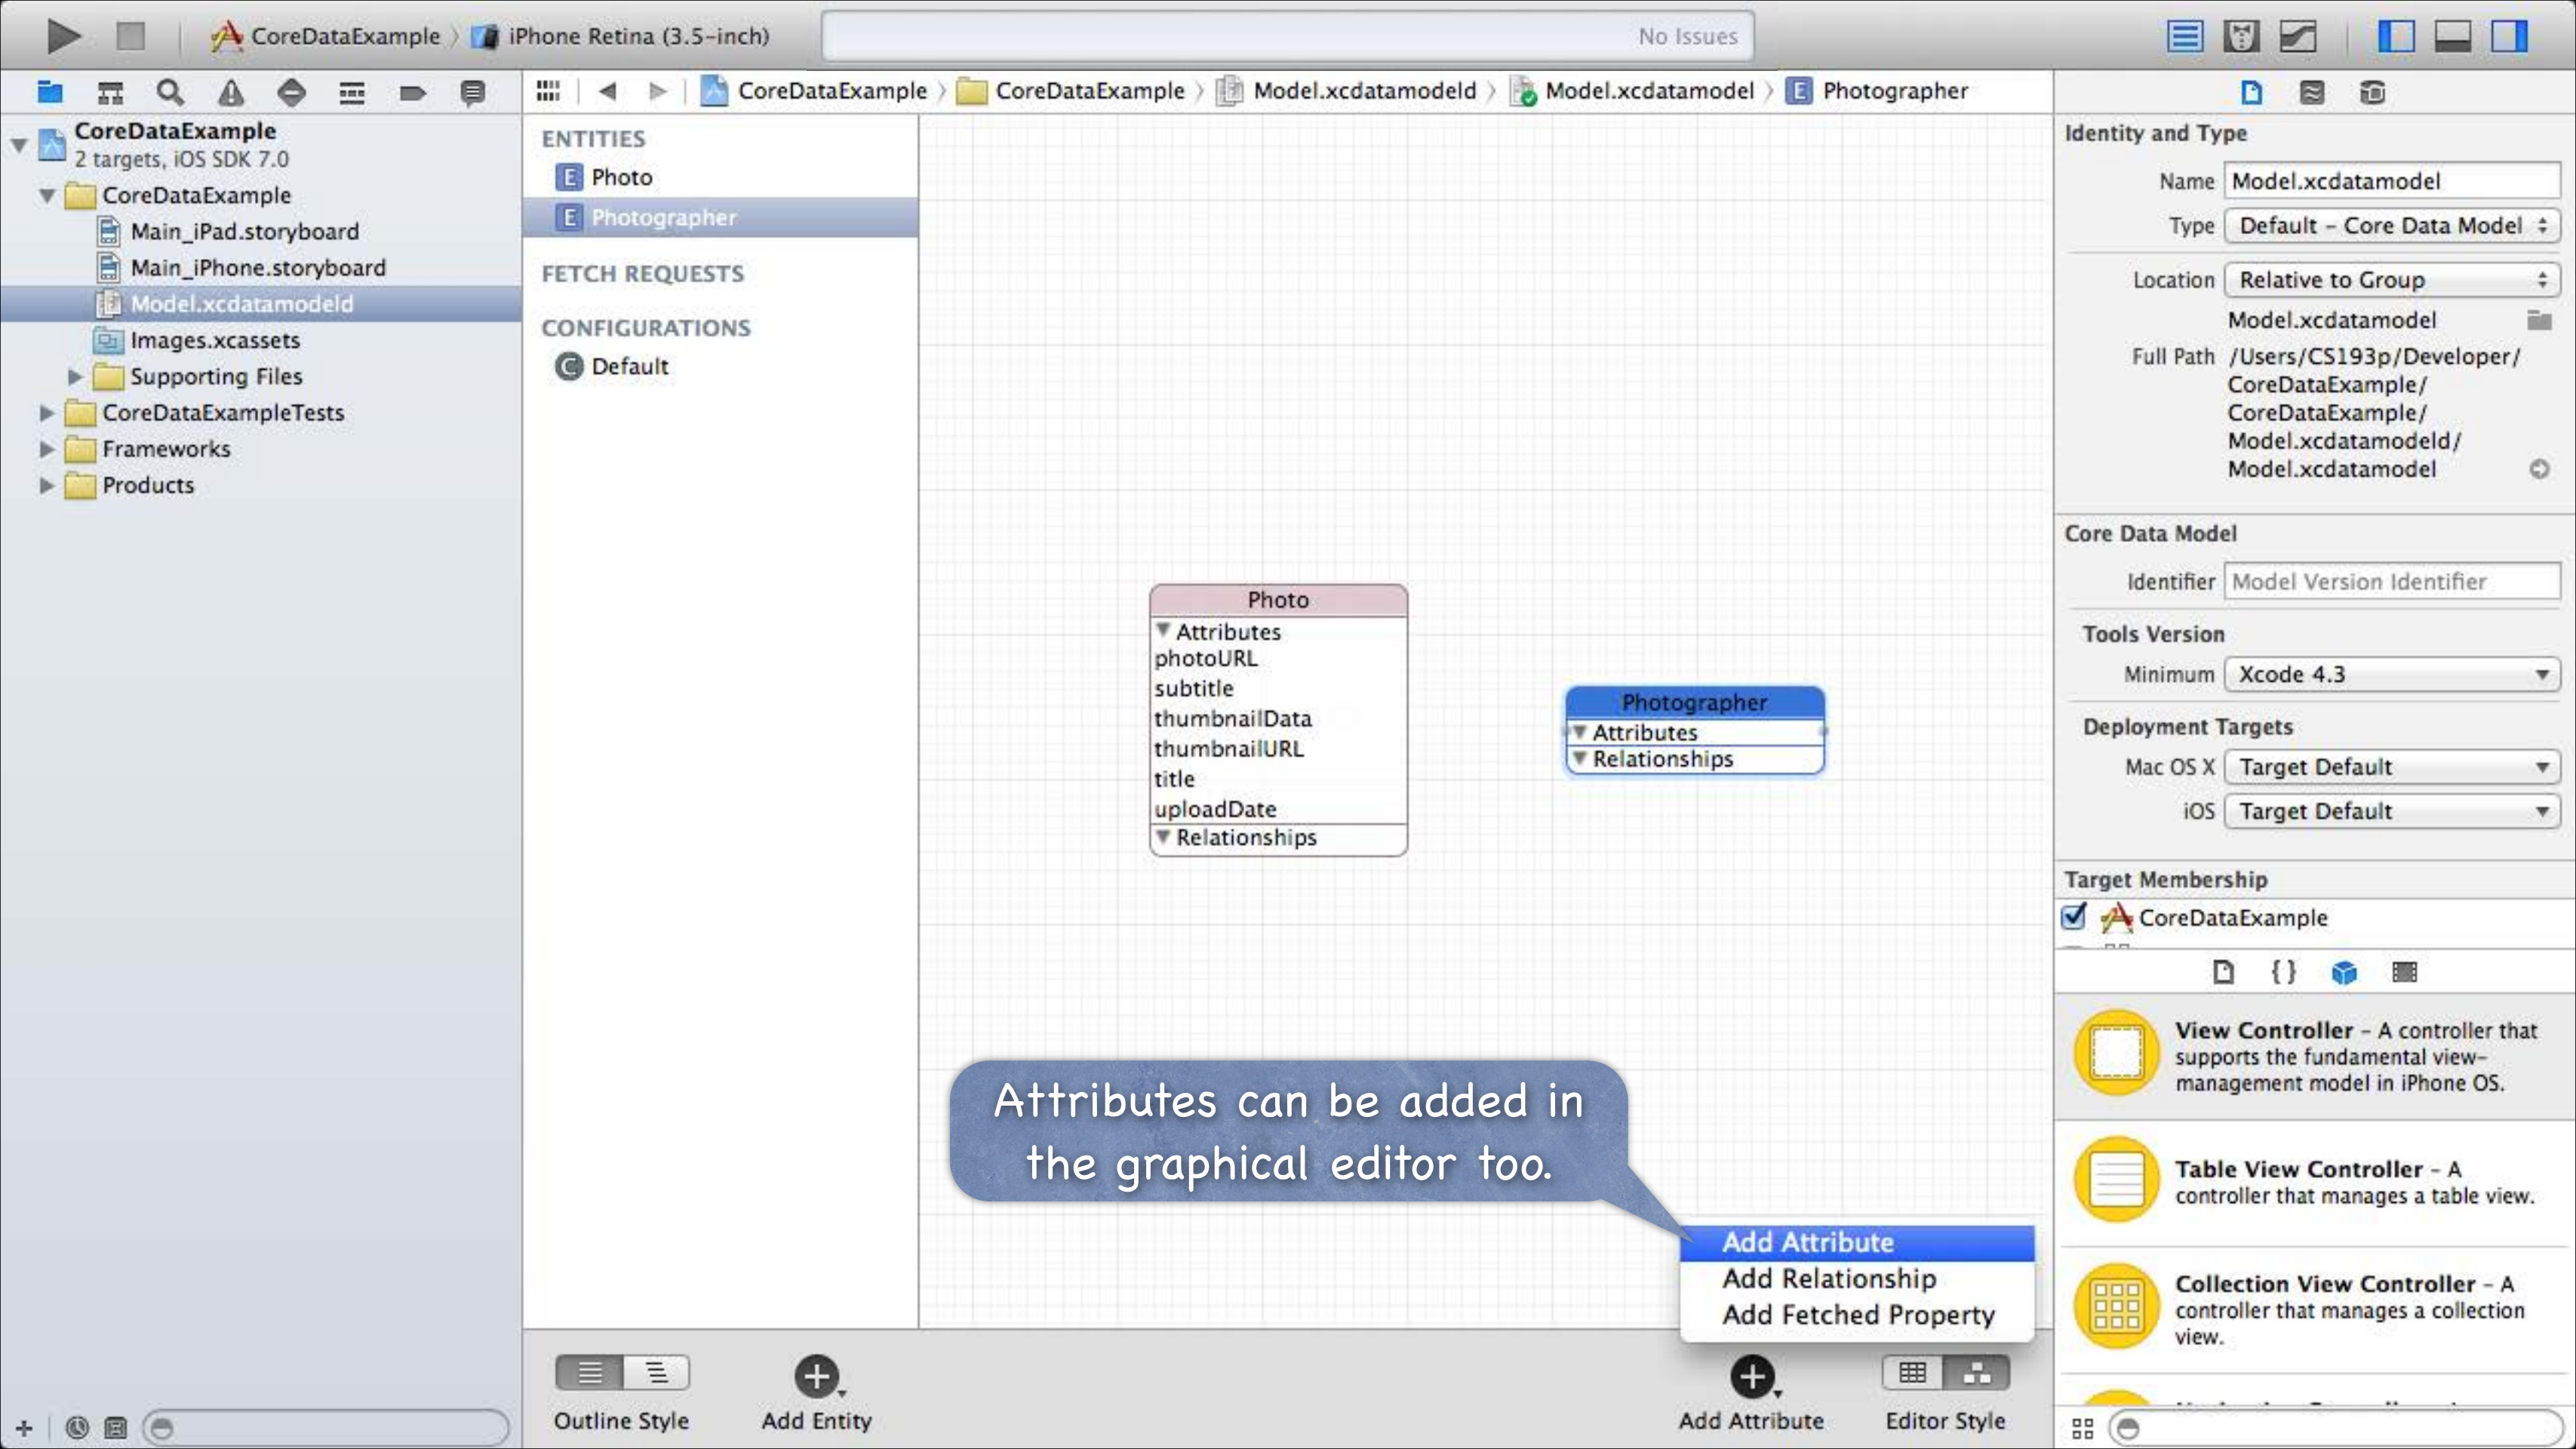 CoreDataExample
iPhone Retina (3.5-inch)
No Issues
CoreDataExample
CoreDataExample
Model.xcdatamodeld
Model.xcdatamodel
E Photographer
CoreDataExample
2 targets, iOS SDK 7.0
CoreDataExample
Main_iPad.storyboard
Main_iPhone.storyboard
Model.xcdatamodeld
Images.xcassets
Supporting Files
CoreDataExampleTests
Frameworks
Products
ENTITIES
E Photo
E Photographer
FETCH REQUESTS
CONFIGURATIONS
C Default
Photo
Attributes
photoURL
subtitle
thumbnailData
thumbnailURL
title
uploadDate
Relationships
Photographer
Attributes
Relationships
Attributes can be added in
the graphical editor too.
Add Attribute
Add Relationship
Add Fetched Property
Outline Style
Add Entity
Add Attribute
Editor Style
Identity and Type
Name Model.xcdatamodel
Type Default - Core Data Model
Location Relative to Group
Model.xcdatamodel
Full Path /Users/CS193p/Developer/
CoreDataExample/
CoreDataExample/
Model.xcdatamodeld/
Model.xcdatamodel
Core Data Model
Identifier Model Version Identifier
Tools Version
Minimum Xcode 4.3
Deployment Targets
Mac OS X Target Default
iOS Target Default
Target Membership
CoreDataExample
{ }
View Controller - A controller that
supports the fundamental view-
management model in iPhone OS.
Table View Controller - A
controller that manages a table view.
Collection View Controller - A
controller that manages a collection
view.